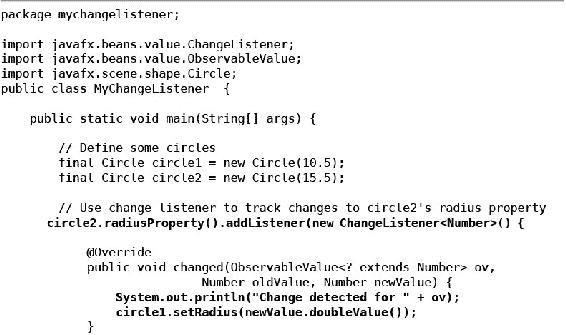 package mychangelistener;

import javafx.beans.value.ChangeListener;
import javafx.beans.value.ObservableValue;
import javafx.scene.shape.Circle;
public class MyChangeListener  {

    public static void main(String[] args) {

        // Define some circles
        final Circle circle1 = new Circle(10.5);
        final Circle circle2 = new Circle(15.5);

        // Use change listener to track changes to circle2's radius property
       circle2.radiusProperty().addListener(new ChangeListener<Number>() {

            @Override
            public void changed(ObservableValue<? extends Number> ov,
                            Number oldValue, Number newValue) {
                System.out.println("Change detected for " + ov);
                circle1.setRadius(newValue.doubleValue());
            }